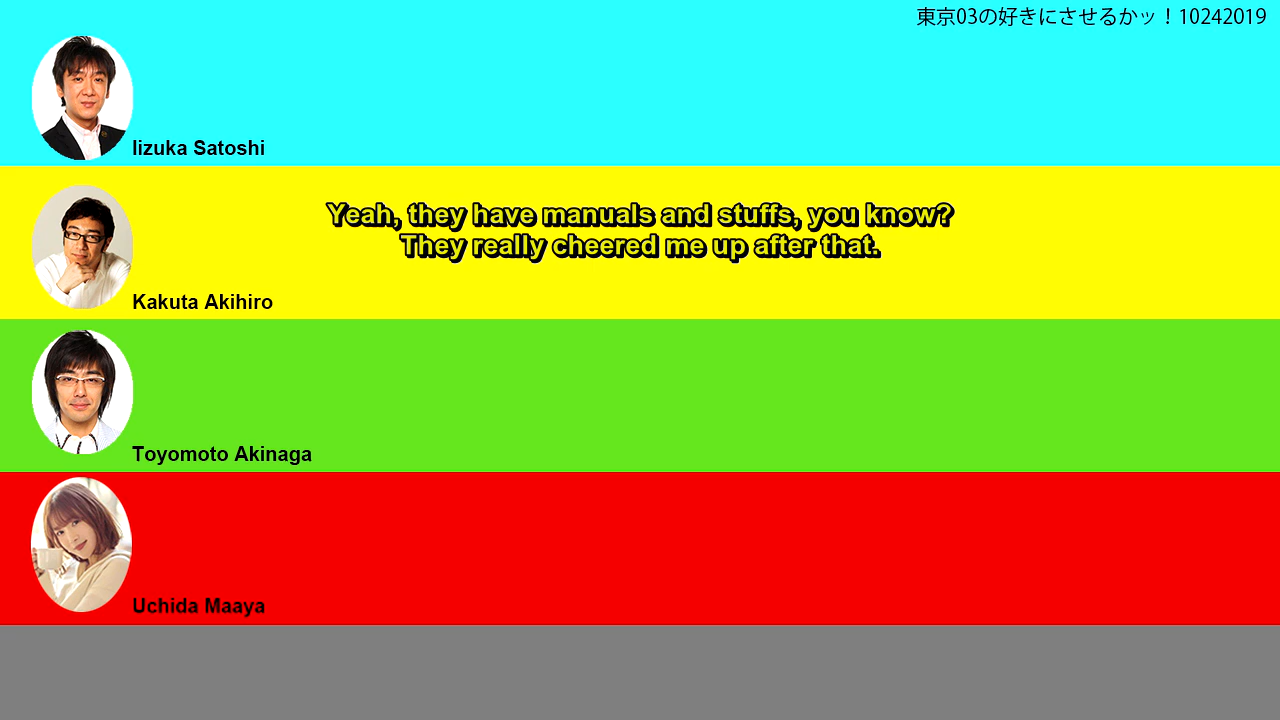 東京03の好きにさせるかッ！10242019
Iizuka Satoshi
Yeah, they have manuals and stuffs, you know?
They really cheered me up after that.
Kakuta Akihiro
Toyomoto Akinaga
Uchida Maaya